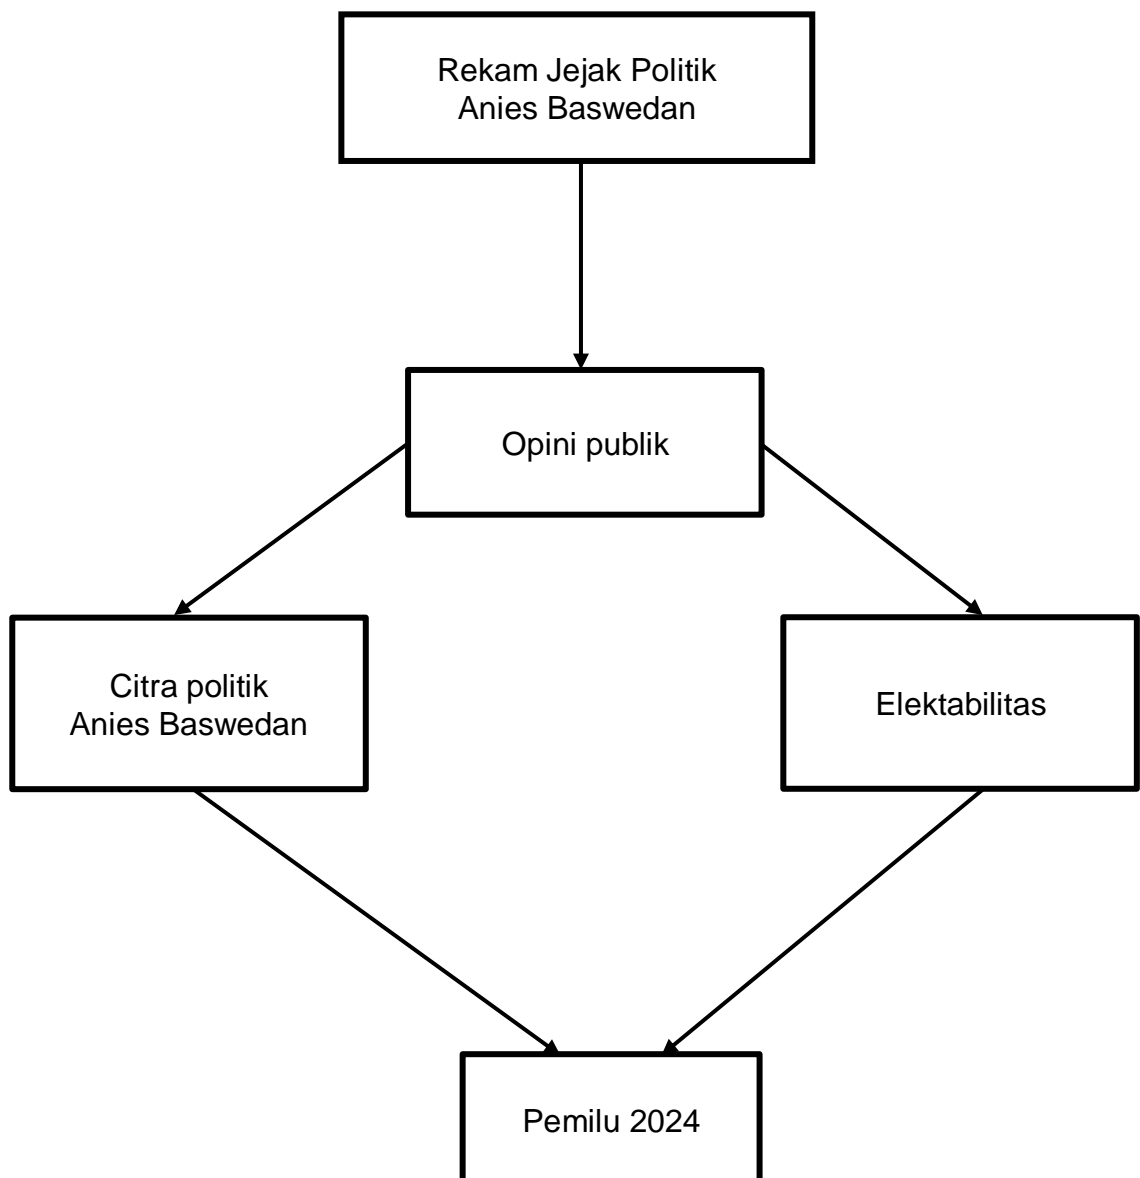 Rekam Jejak Politik
Anies Baswedan
Opini publik
Citra politik
Anies Baswedan
Elektabilitas
Pemilu 2024